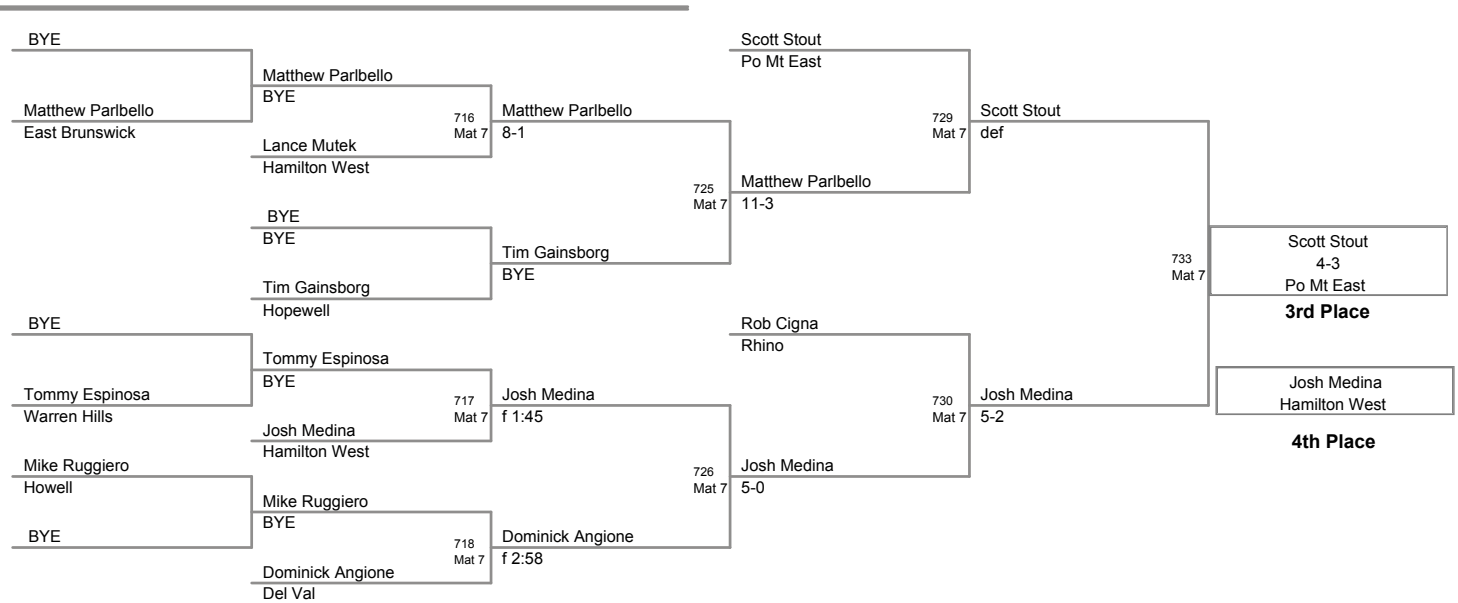 BYE
Matthew Parlbello
East Brunswick
BYE
Tommy Espinosa
Warren Hills
Mike Ruggiero
Howell
BYE
Matthew Parlbello
BYE
Lance Mutek
Hamilton West
BYE
BYE
Tim Gainsborg
Hopewell
Tommy Espinosa
BYE
Josh Medina
Hamilton West
Mike Ruggiero
BYE
Dominick Angione
Del Val
716
Mat 7
717
Mat 7
718
Mat 7
Matthew Parlbello
8-1
Tim Gainsborg
BYE
Josh Medina
f 1:45
Dominick Angione
f 2:58
725
Mat 7
726
Mat 7
Scott Stout
Po Mt East
Matthew Parlbello
11-3
Rob Cigna
Rhino
Josh Medina
5-0
729
Mat 7
730
Mat 7
Scott Stout
def
Josh Medina
5-2
733
Mat 7
Scott Stout
4-3
Po Mt East
3rd Place
Josh Medina
Hamilton West
4th Place